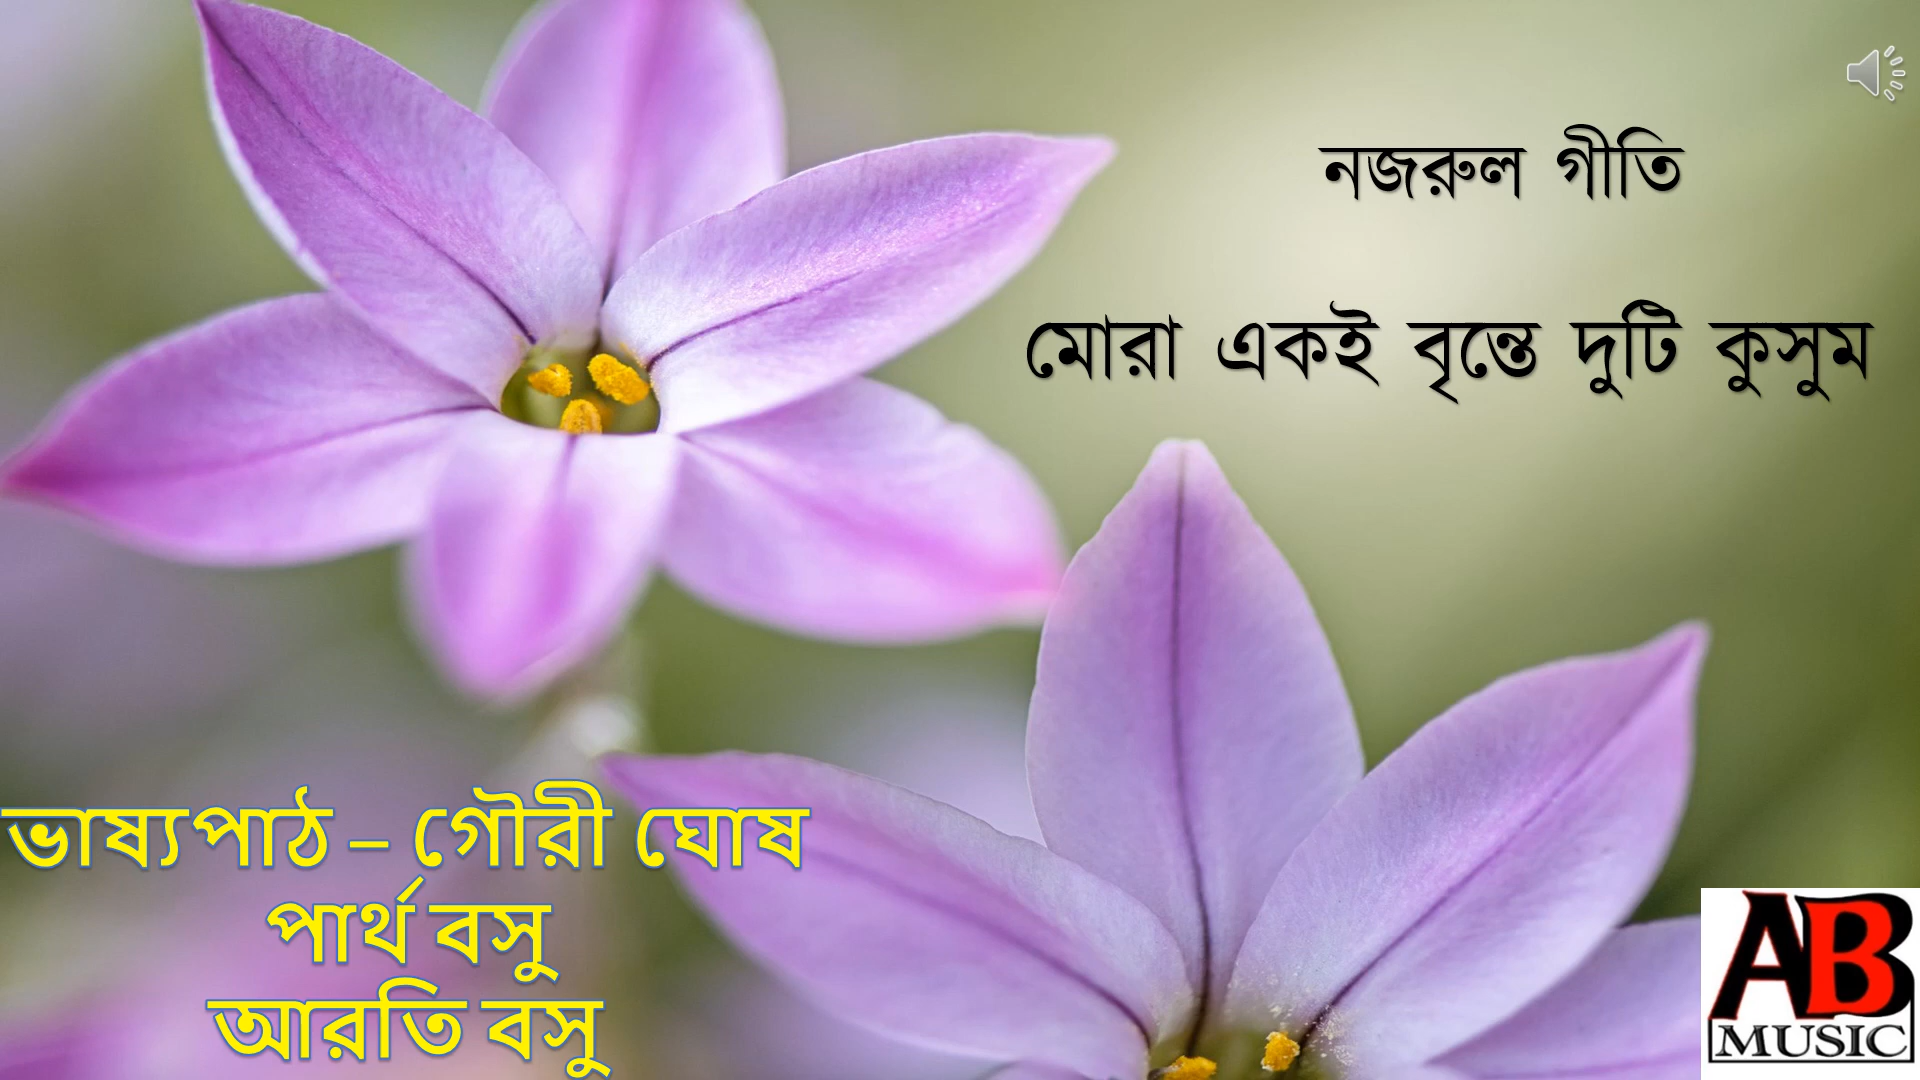 নজরুল গীতি
মোরা একই বৃন্তে দুটি কুসুম
ভাষ্যপাঠ – গৌরী ঘোষ
পার্থ বসু
আরতি বসু
AB
MUSIC